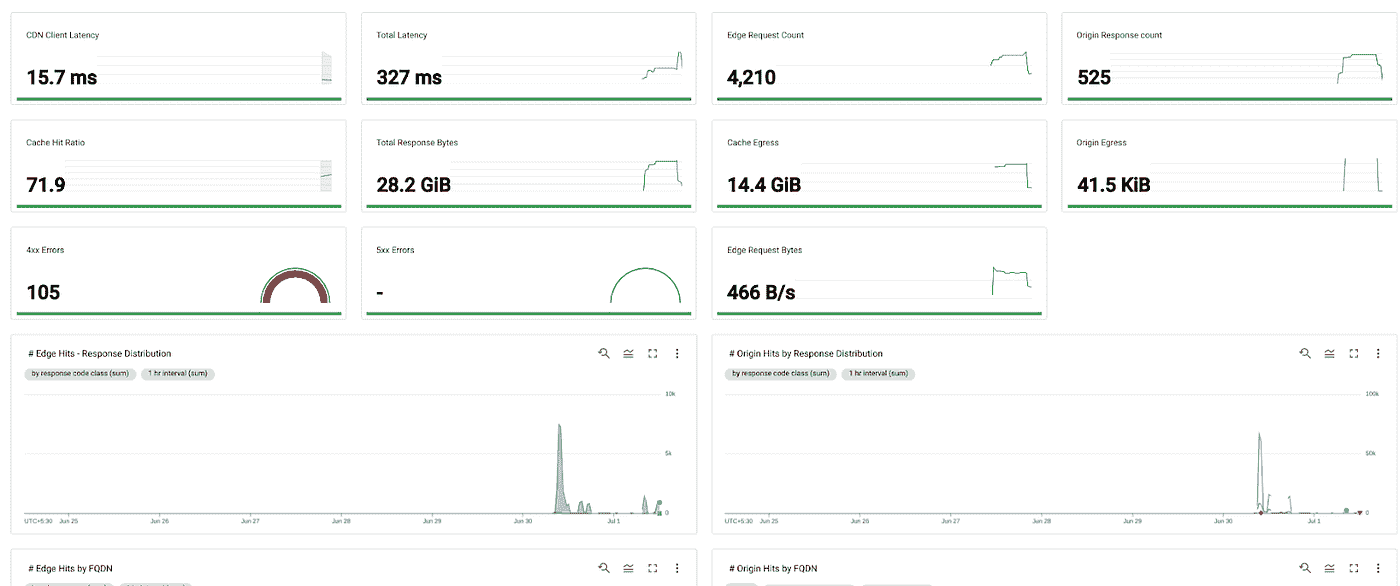 CDN Client Latency
15.7 ms
Total Latency
327 ms
Edge Request Count
4,210
Origin Response count
525
Cache Hit Ratio
71.9
Total Response Bytes
28.2 GiB
Cache Egress
14.4 GiB
Origin Egress
41.5 KiB
4xx Errors
105
5xx Errors
-
Edge Request Bytes
466 B/s
# Edge Hits - Response Distribution
by response code class (sum) 1 hr interval (sum)
10k
5k
0
UTC+5:30 Jun 25 Jun 26 Jun 27 Jun 28 Jun 29 Jun 30 Jul 1
# Origin Hits by Response Distribution
by response code class (sum) 1 hr interval (sum)
100k
50k
0
UTC+5:30 Jun 25 Jun 26 Jun 27 Jun 28 Jun 29 Jun 30 Jul 1
# Edge Hits by FQDN
# Origin Hits by FQDN